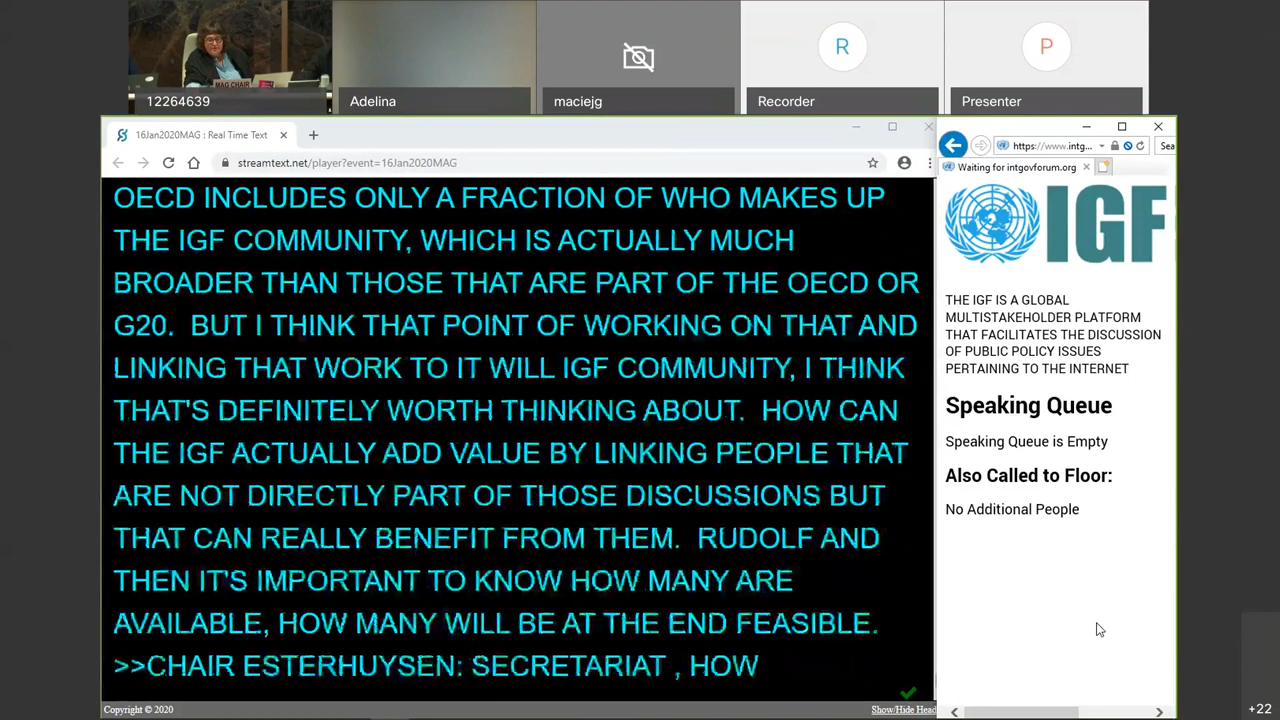 MAG CHAIR
12264639
Adelina
maciejg
R
Recorder
P
Presenter
16Jan2020MAG : Real Time Text
streamtext.net/player?event=16Jan2020MAG
OECD INCLUDES ONLY A FRACTION OF WHO MAKES UP
THE IGF COMMUNITY, WHICH IS ACTUALLY MUCH
BROADER THAN THOSE THAT ARE PART OF THE OECD OR
G20.  BUT I THINK THAT POINT OF WORKING ON THAT AND
LINKING THAT WORK TO IT WILL IGF COMMUNITY, I THINK
THAT'S DEFINITELY WORTH THINKING ABOUT.  HOW CAN
THE IGF ACTUALLY ADD VALUE BY LINKING PEOPLE THAT
ARE NOT DIRECTLY PART OF THOSE DISCUSSIONS BUT
THAT CAN REALLY BENEFIT FROM THEM.  RUDOLF AND
THEN IT'S IMPORTANT TO KNOW HOW MANY ARE
AVAILABLE, HOW MANY WILL BE AT THE END FEASIBLE.
>>CHAIR ESTERHUYSEN: SECRETARIAT , HOW
Copyright © 2020
Show/Hide Head
https://www.intg...
Sea
Waiting for intgovforum.org
IGF
THE IGF IS A GLOBAL
MULTISTAKEHOLDER PLATFORM
THAT FACILITATES THE DISCUSSION
OF PUBLIC POLICY ISSUES
PERTAINING TO THE INTERNET
Speaking Queue
Speaking Queue is Empty
Also Called to Floor:
No Additional People
+22